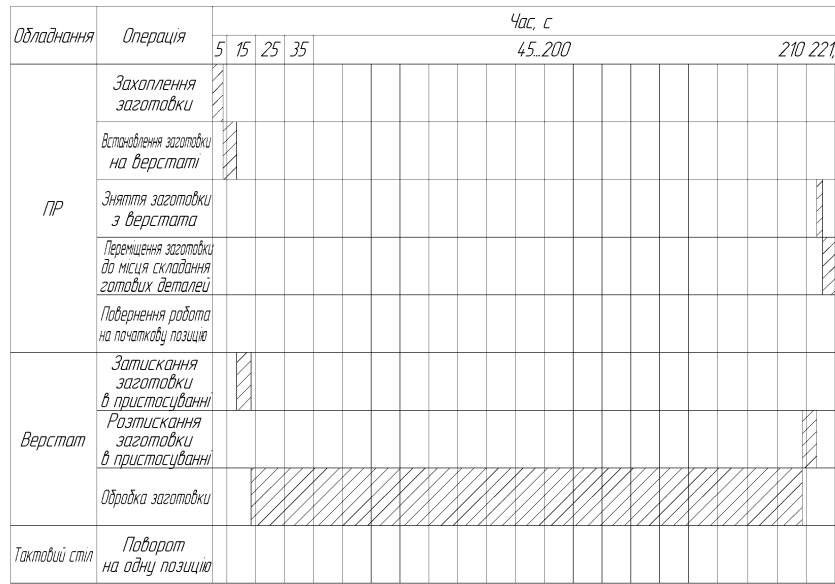 Обладнання
Операція
Час, с
5 15 25 35 45...200 210 221,
ПР
Захоплення
заготовки
Встановлення заготовки
на верстаті
Зняття заготовки
з верстата
Переміщення заготовки
до місця складання
готових деталей
Повернення робота
на початкову позицію
Верстат
Затискання
заготовки
в пристосуванні
Розтискання
заготовки
в пристосуванні
Обробка заготовки
Тактовий стіл
Поворот
на одну позицію